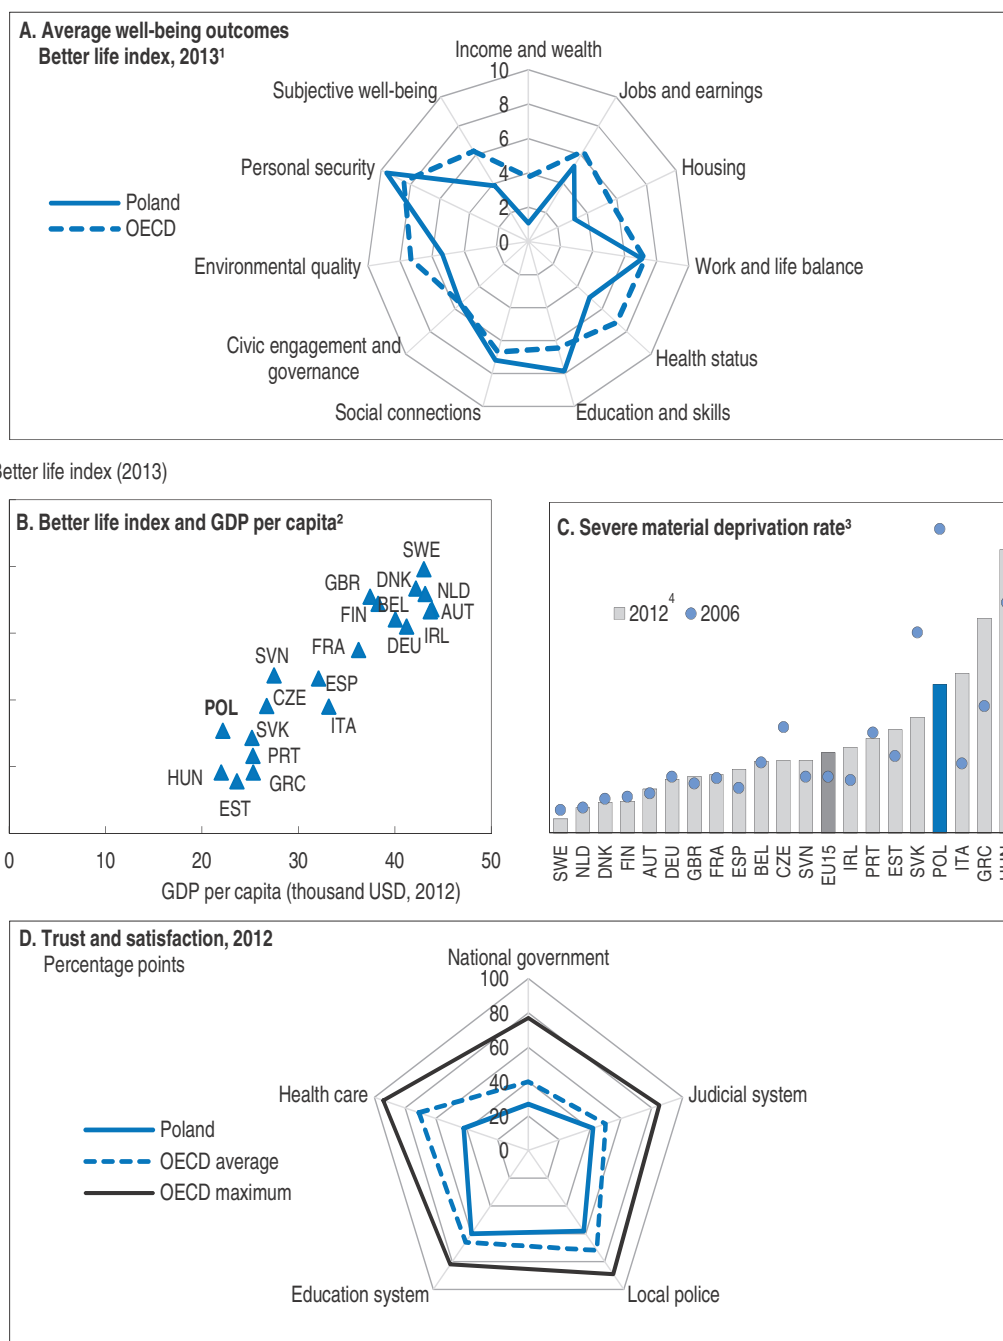 A. Average well-being outcomes
Better life index, 2013¹
Income and wealth
10
8
6
4
2
0
Subjective well-being
Jobs and earnings
Personal security
Housing
Poland
OECD
Environmental quality
Work and life balance
Civic engagement and
governance
Health status
Social connections
Education and skills
Better life index (2013)
B. Better life index and GDP per capita²
SWE
GBR
DNK
NLD
FIN
BEL
AUT
FRA
DEU
IRL
SVN
ESP
CZE
ITA
POL
SVK
PRT
HUN
GRC
EST
0
10
20
30
40
50
GDP per capita (thousand USD, 2012)
C. Severe material deprivation rate³
2012⁴
2006
SWE
NLD
DNK
FIN
AUT
DEU
GBR
FRA
ESP
BEL
CZE
SVN
EU15
IRL
PRT
EST
SVK
POL
ITA
GRC
HUN
D. Trust and satisfaction, 2012
Percentage points
National government
100
80
60
40
20
0
Health care
Judicial system
Poland
OECD average
OECD maximum
Education system
Local police